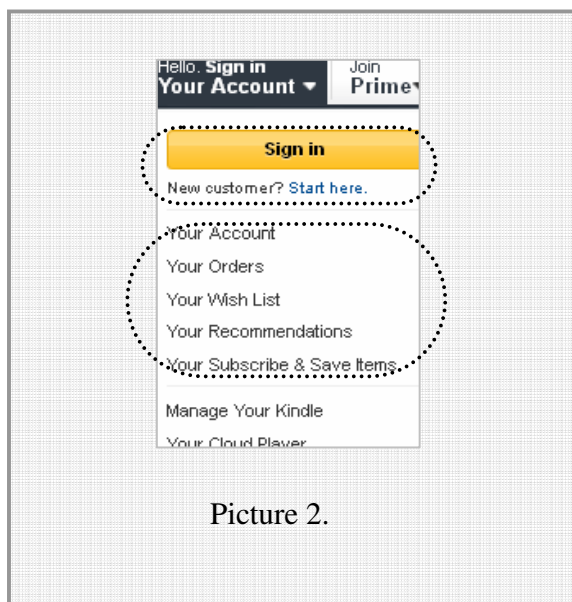 Hello. Sign in Join
Your Account Prime
Sign in
New customer? Start here.
Your Account
Your Orders
Your Wish List
Your Recommendations
Your Subscribe & Save Items
Manage Your Kindle
Your Cloud Player
Picture 2.